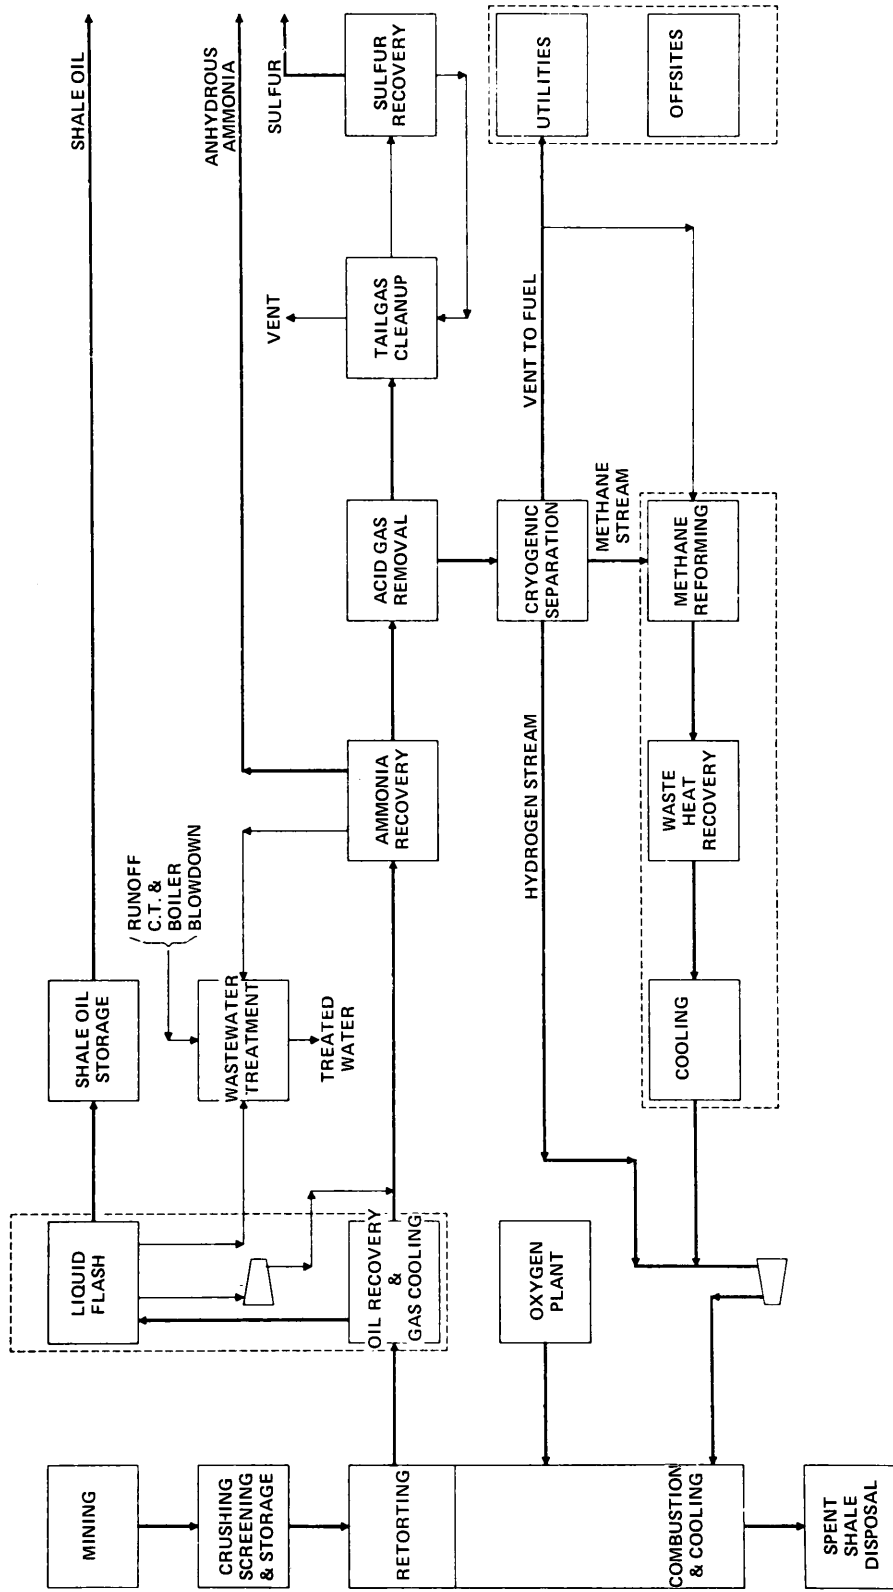 MINING
CRUSHING
SCREENING
& STORAGE
RETORTING
COMBUSTION
& COOLING
SPENT
SHALE
DISPOSAL
LIQUID
FLASH
OIL RECOVERY
&
GAS COOLING
OXYGEN
PLANT
SHALE OIL
STORAGE
RUNOFF
C.T. &
BOILER
BLOWDOWN
WASTEWATER
TREATMENT
TREATED
WATER
AMMONIA
RECOVERY
HYDROGEN STREAM
COOLING
WASTE
HEAT
RECOVERY
ACID GAS
REMOVAL
CRYOGENIC
SEPARATION
METHANE
STREAM
METHANE
REFORMING
VENT
TAILGAS
CLEANUP
VENT TO FUEL
SHALE OIL
ANHYDROUS
AMMONIA
SULFUR
SULFUR
RECOVERY
UTILITIES
OFFSITES